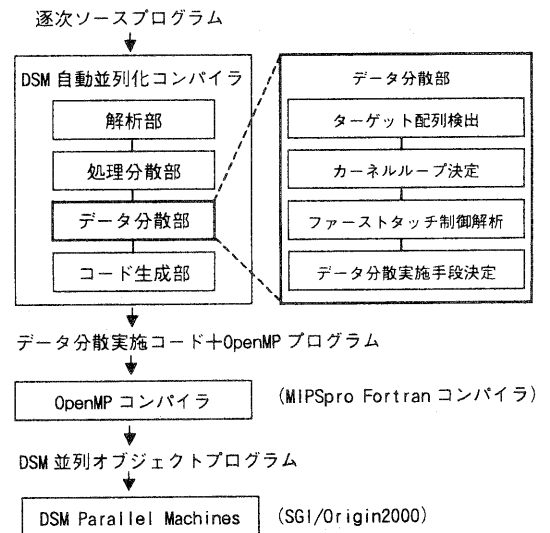 逐次ソースプログラム
DSM 自動並列化コンパイラ
解析部
処理分散部
データ分散部
コード生成部
データ分散部
ターゲット配列検出
カーネルループ決定
ファーストタッチ制御解析
データ分散実施手段決定
データ分散実施コード+OpenMP プログラム
OpenMP コンパイラ
(MIPSpro Fortran コンパイラ)
DSM 並列オブジェクトプログラム
DSM Parallel Machines
(SGI/Origin2000)